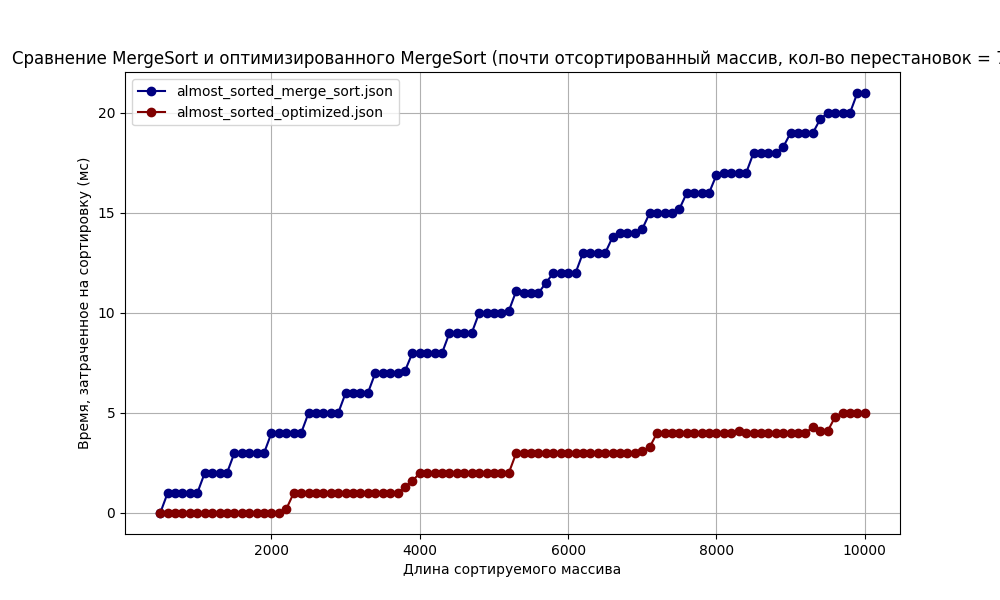 Сравнение MergeSort и оптимизированного MergeSort (почти отсортированный массив, кол-во перестановок =
almost_sorted_merge_sort.json
almost_sorted_optimized.json
Время, затраченное на сортировку (мс)
20
15
10
5
0
2000 4000 6000 8000 10000
Длина сортируемого массива